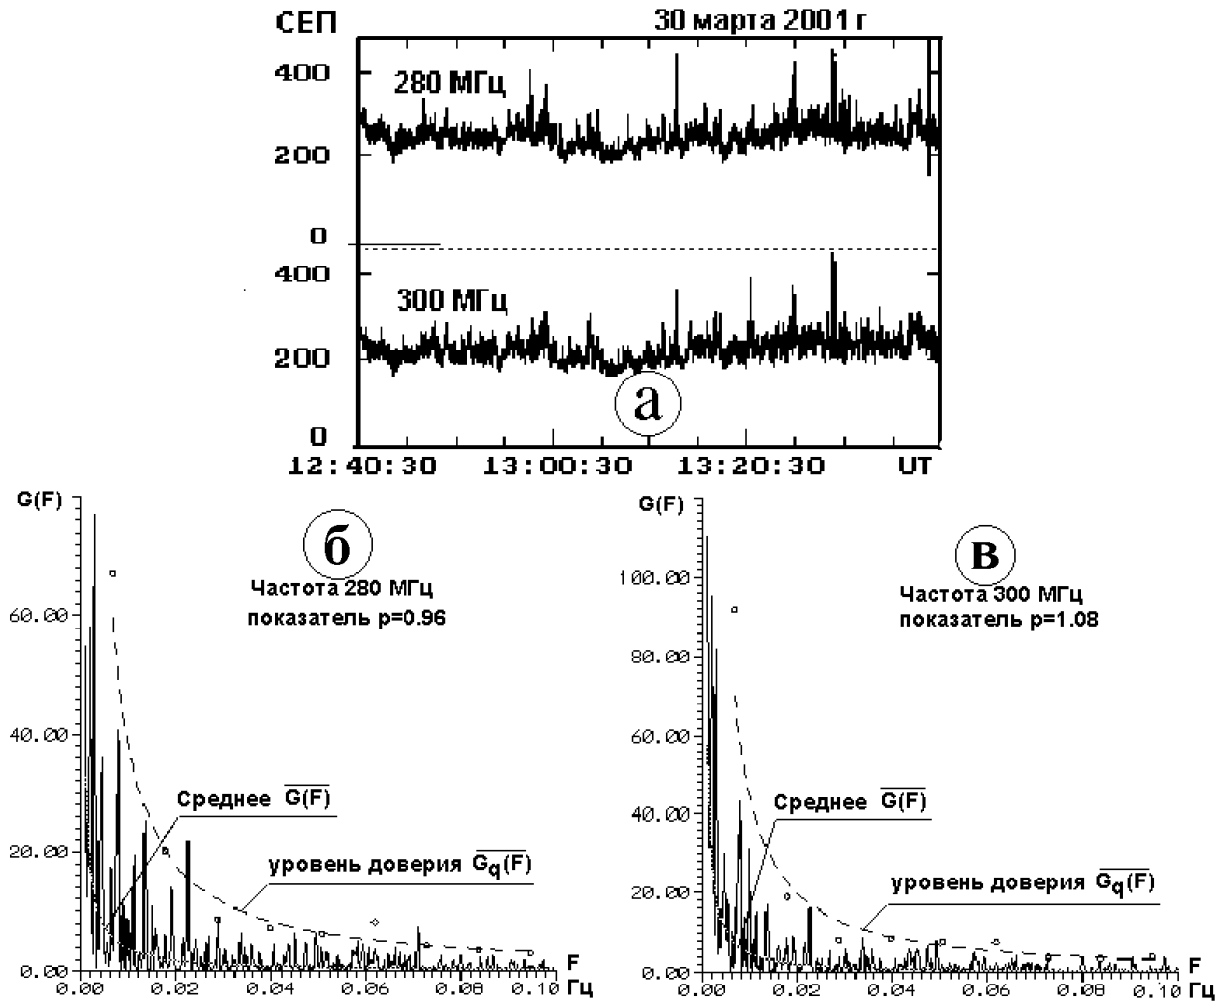 СЕП 30 марта 2001 г
400
280 МГц
200
0
400
300 МГц
200
а
0
12:40:30 13:00:30 13:20:30 UT
G(F)
б
Частота 280 МГц
показатель p=0.96
60.00
40.00
Среднее G(F)
20.00
уровень доверия Gq(F)
0.00
F
0.00 0.02 0.04 0.06 0.08 0.10 Гц
G(F)
в
100.00
Частота 300 МГц
показатель p=1.08
80.00
60.00
40.00
Среднее G(F)
20.00
уровень доверия Gq(F)
0.00
F
0.00 0.02 0.04 0.06 0.08 0.10 Гц